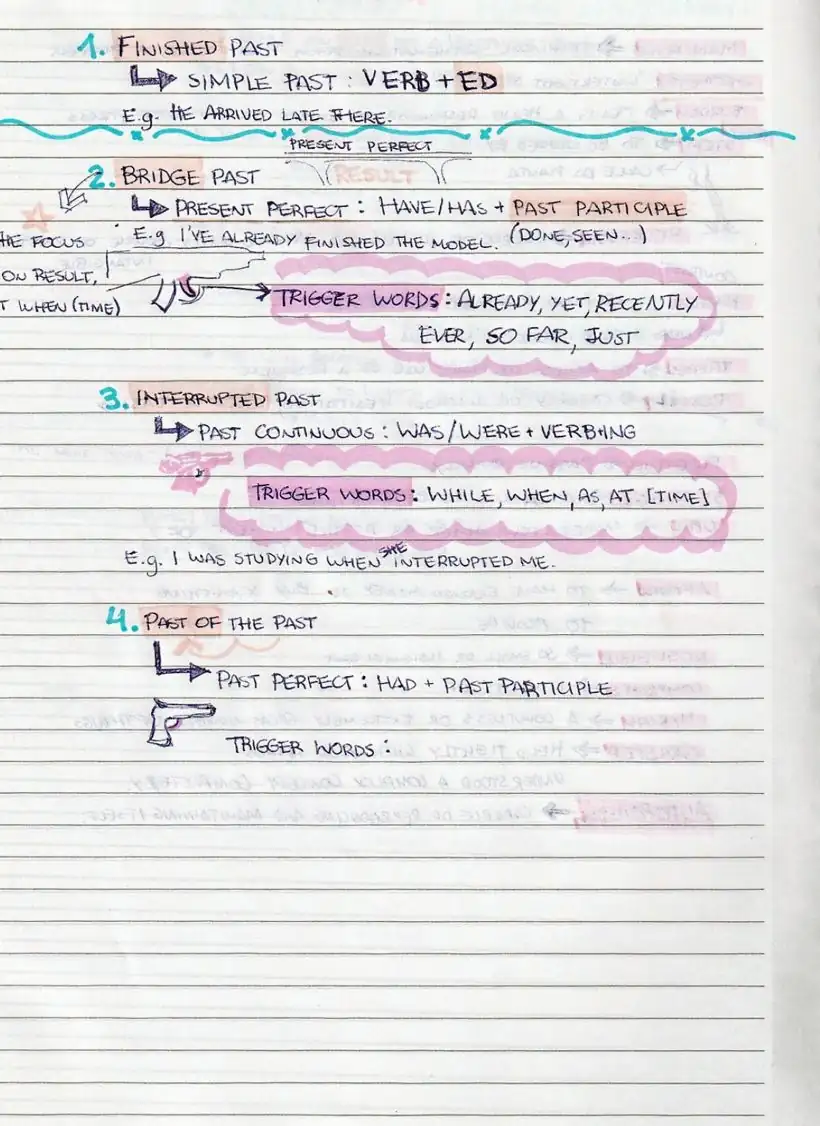 1. FINISHED PAST
SIMPLE PAST : VERB + ED
E.g. HE ARRIVED LATE THERE.
PRESENT PERFECT
RESULT
2. BRIDGE PAST
PRESENT PERFECT : HAVE/HAS + PAST PARTICIPLE
(DONE, SEEN...)
E.g I'VE ALREADY FINISHED THE MODEL.
HE FOCUS
ON RESULT,
T WHEN (TIME)
TRIGGER WORDS : ALREADY, YET, RECENTLY
EVER, SO FAR, JUST
3. INTERRUPTED PAST
PAST CONTINUOUS : WAS/WERE + VERB+ING
TRIGGER WORDS : WHILE, WHEN, AS, AT [TIME]
E.g. I WAS STUDYING WHEN SHE INTERRUPTED ME.
4. PAST OF THE PAST
PAST PERFECT : HAD + PAST PARTICIPLE
TRIGGER WORDS :